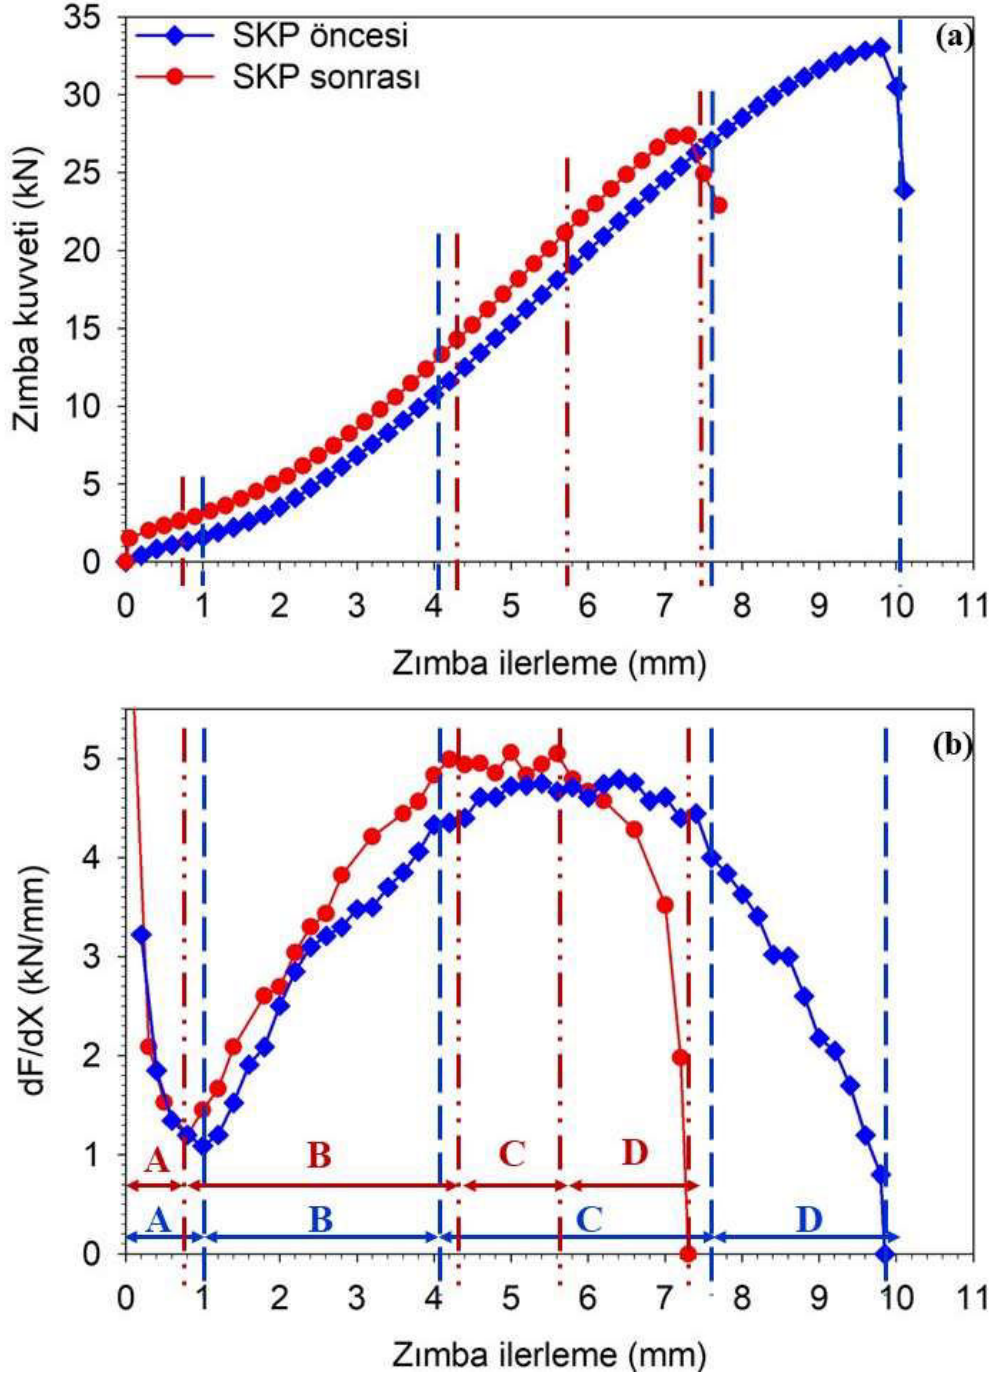 (a)
SKP öncesi
SKP sonrası
35
30
25
20
15
10
5
0
Zımba kuvveti (kN)
0 1 2 3 4 5 6 7 8 9 10 11
Zımba ilerleme (mm)
(b)
5
4
3
2
1
0
dF/dX (kN/mm)
A B C D
A B C D
0 1 2 3 4 5 6 7 8 9 10 11
Zımba ilerleme (mm)